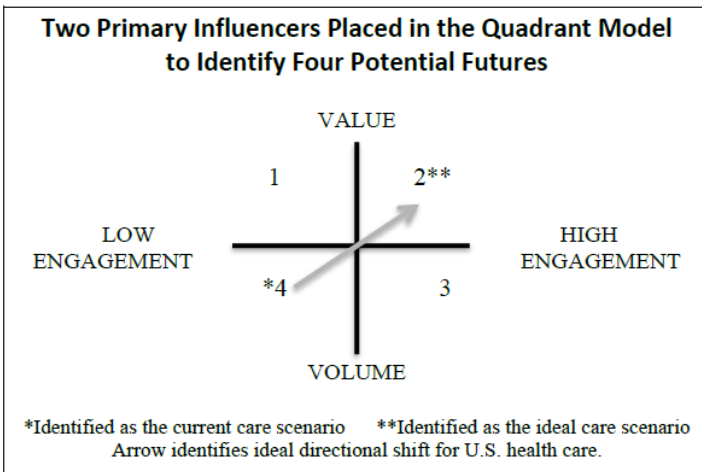 Two Primary Influencers Placed in the Quadrant Model
to Identify Four Potential Futures
VALUE
1 2**
LOW
ENGAGEMENT
HIGH
ENGAGEMENT
*4 3
VOLUME
*Identified as the current care scenario **Identified as the ideal care scenario
Arrow identifies ideal directional shift for U.S. health care.